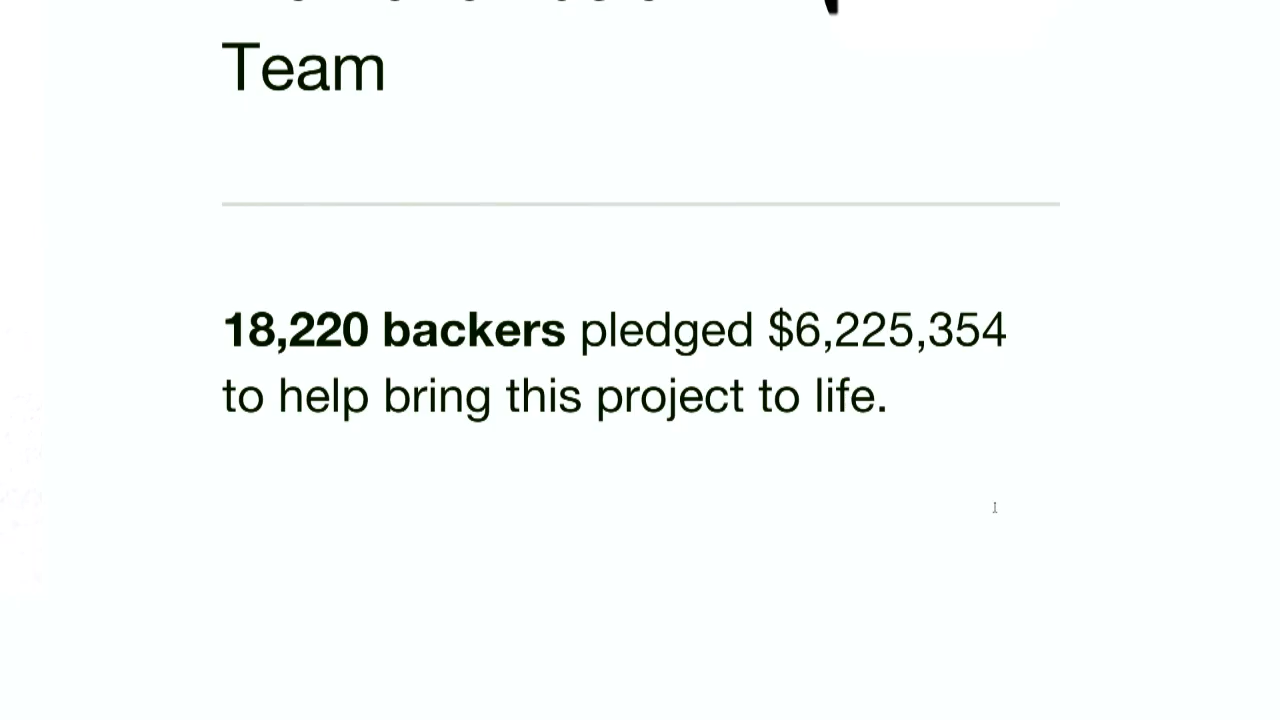 Team
18,220 backers pledged $6,225,354
to help bring this project to life.